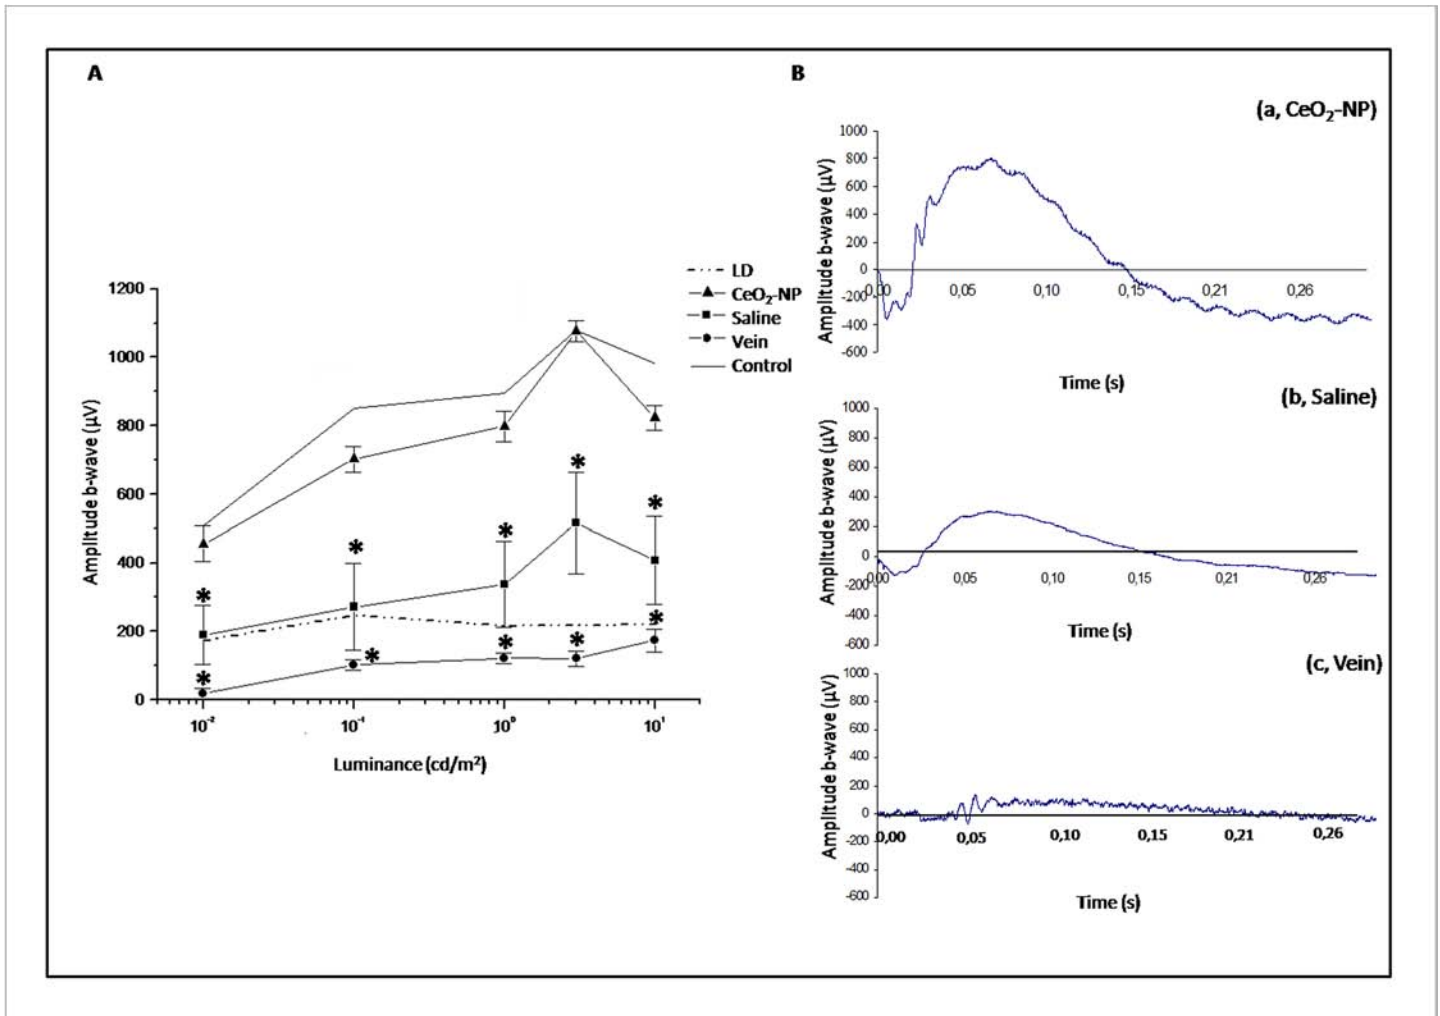 A
B
(a, CeO₂-NP)
1000
800
600
400
200
0
-200
-400
-600
Amplitude b-wave (µV)
0,00
0,05
0,10
0,15
0,21
0,26
Time (s)
LD
CeO₂-NP
Saline
Vein
Control
1200
1000
800
600
400
200
0
Amplitude b-wave (µV)
* * * * *
* * * * *
10⁻² 10⁻¹ 10⁰ 10¹
Luminance (cd/m²)
(b, Saline)
1000
800
600
400
200
0
-200
-400
-600
Amplitude b-wave (µV)
0,00
0,05
0,10
0,15
0,21
0,26
Time (s)
(c, Vein)
1000
800
600
400
200
0
-200
-400
-600
Amplitude b-wave (µV)
0,00
0,05
0,10
0,15
0,21
0,26
Time (s)